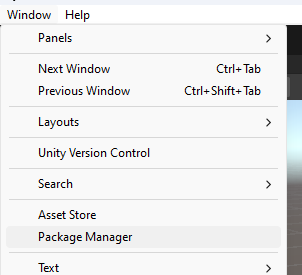 Window Help
Panels
Next Window Ctrl+Tab
Previous Window Ctrl+Shift+Tab
Layouts
Unity Version Control
Search
Asset Store
Package Manager
Text